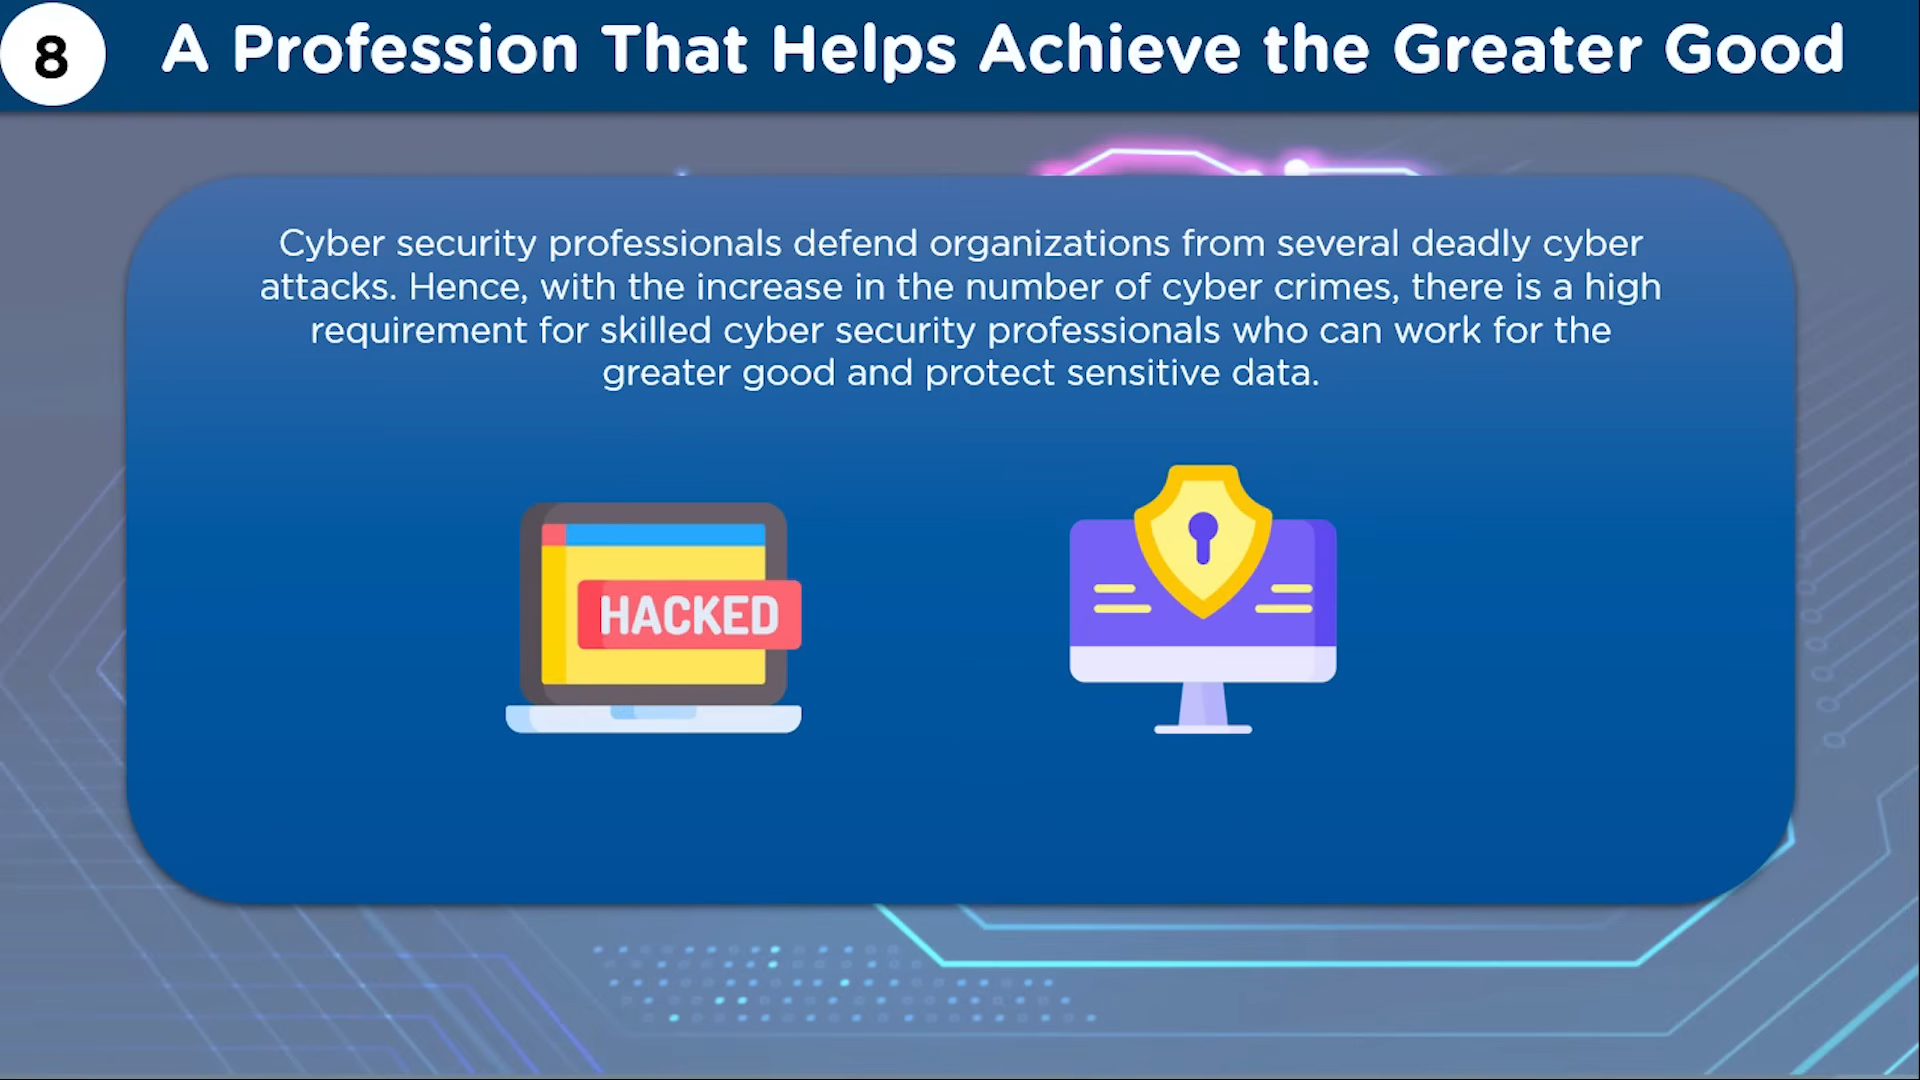 8 A Profession That Helps Achieve the Greater Good
Cyber security professionals defend organizations from several deadly cyber
attacks. Hence, with the increase in the number of cyber crimes, there is a high
requirement for skilled cyber security professionals who can work for the
greater good and protect sensitive data.
HACKED